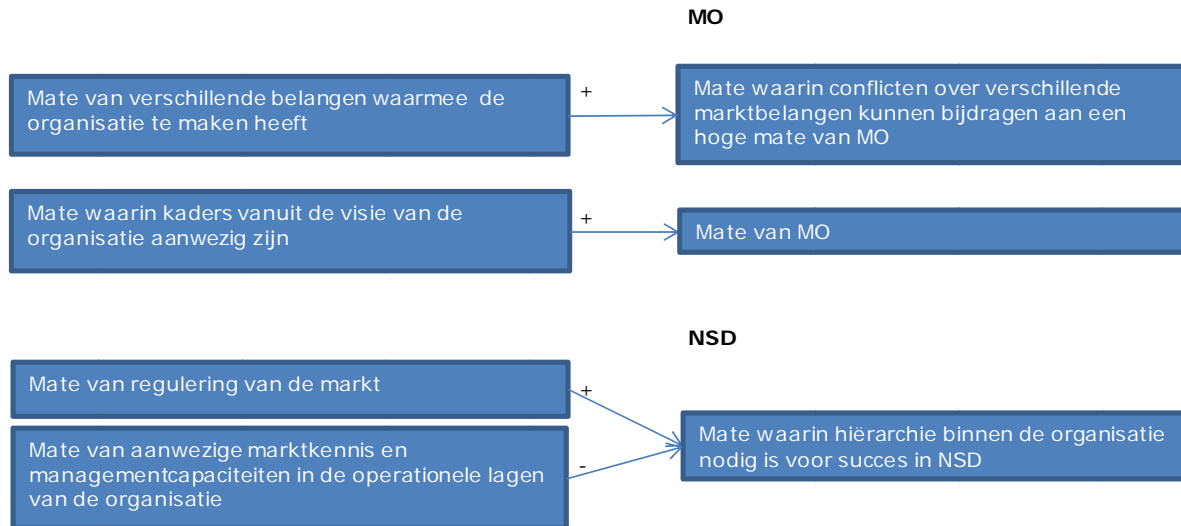 MO
Mate van verschillende belangen waarmee de
organisatie te maken heeft
+
Mate waarin conflicten over verschillende
marktbelangen kunnen bijdragen aan een
hoge mate van MO
Mate waarin kaders vanuit de visie van de
organisatie aanwezig zijn
+
Mate van MO
NSD
Mate van regulering van de markt
+
Mate van aanwezige marktkennis en
managementcapaciteiten in de operationele lagen
van de organisatie
-
Mate waarin hiërarchie binnen de organisatie
nodig is voor succes in NSD